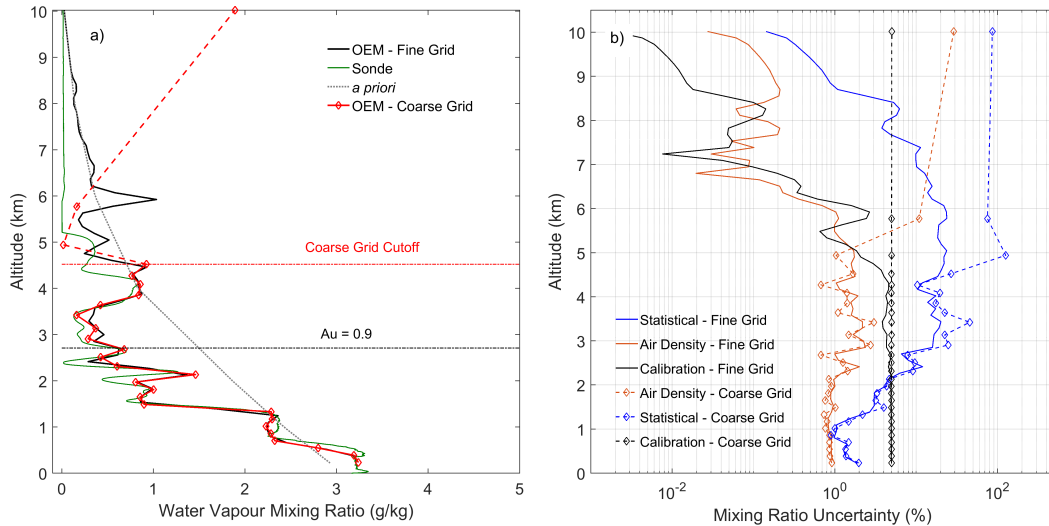 a)
OEM - Fine Grid
Sonde
a priori
OEM - Coarse Grid
Coarse Grid Cutoff
Au = 0.9
10
9
8
7
6
5
4
3
2
1
0
Altitude (km)
0 1 2 3 4 5
Water Vapour Mixing Ratio (g/kg)
b)
Statistical - Fine Grid
Air Density - Fine Grid
Calibration - Fine Grid
Air Density - Coarse Grid
Statistical - Coarse Grid
Calibration - Coarse Grid
10
9
8
7
6
5
4
3
2
1
0
Altitude (km)
10⁻² 10⁰ 10²
Mixing Ratio Uncertainty (%)